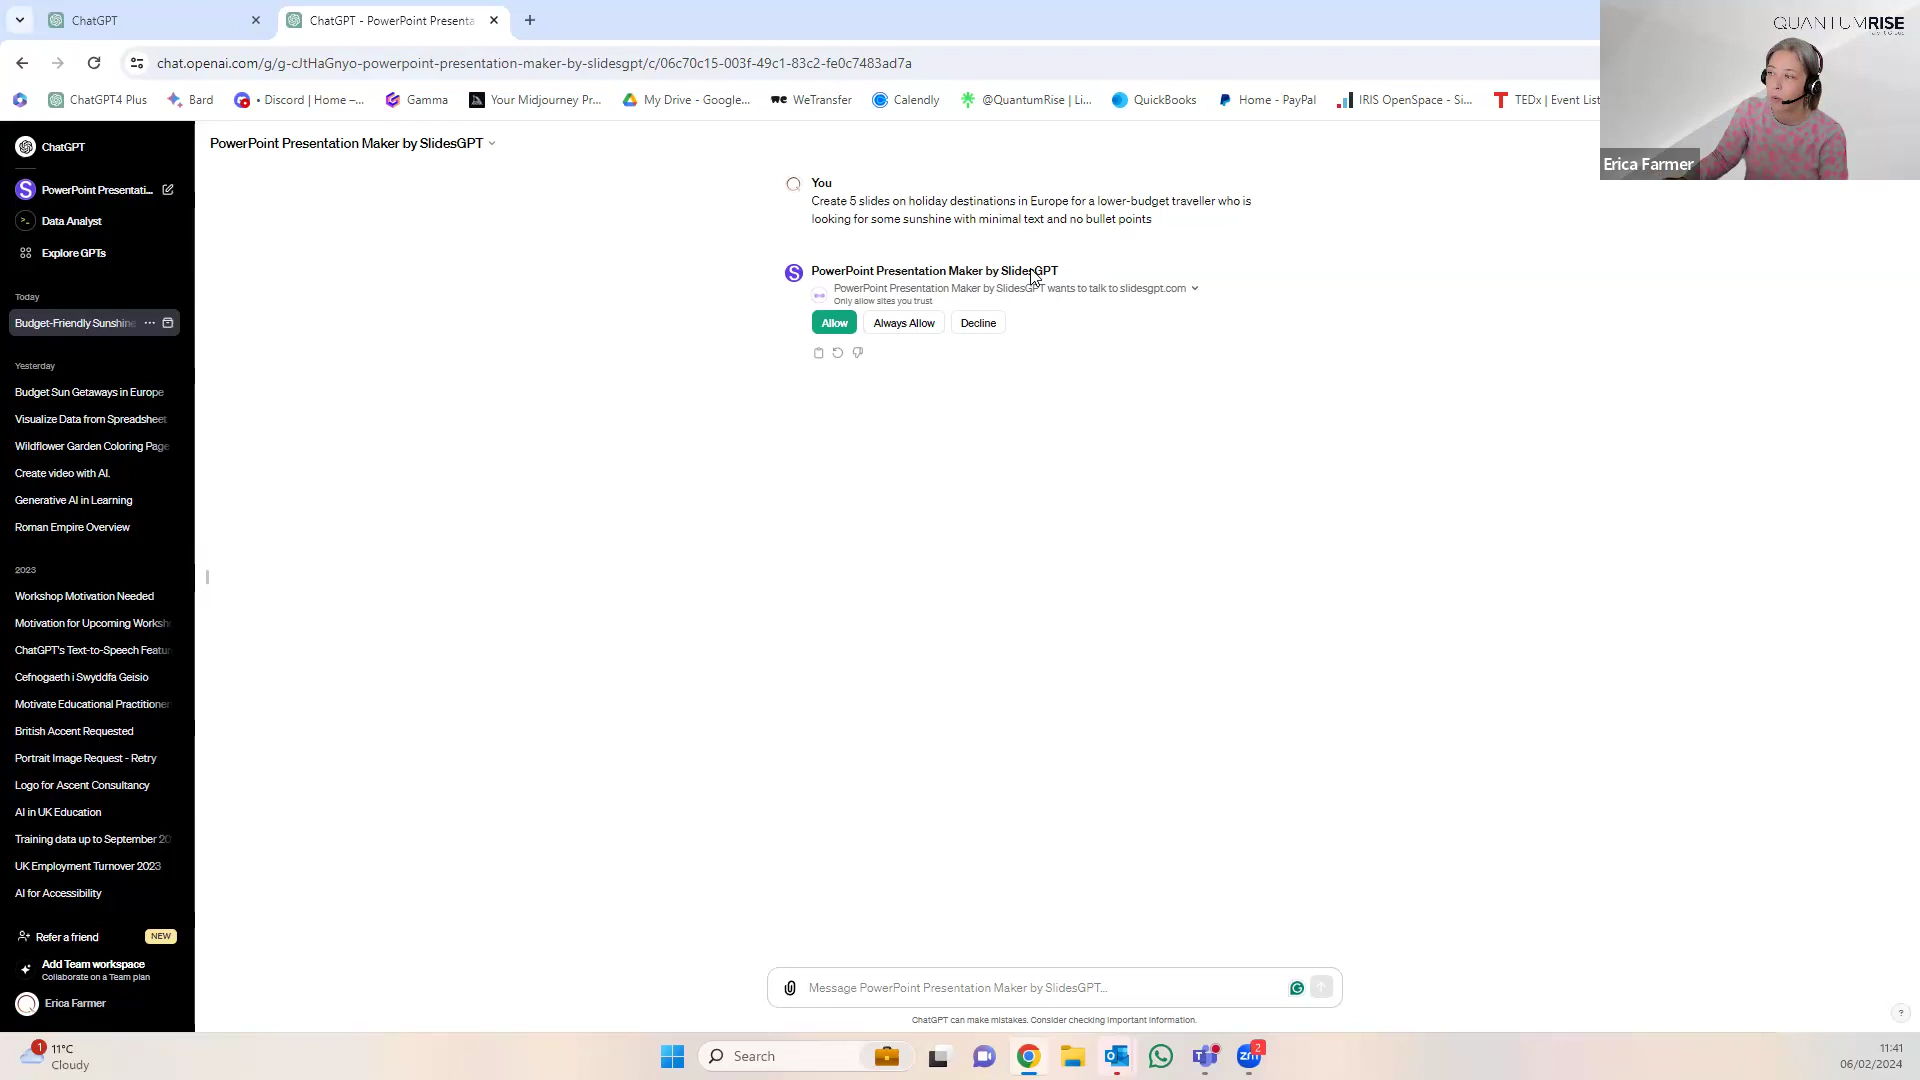 ChatGPT
ChatGPT - PowerPoint Presenta
chat.openai.com/g/g-cJtHaGnyo-powerpoint-presentation-maker-by-slidesgpt/c/06c70c15-003f-49c1-83c2-fe0c7483ad7a
ChatGPT4 Plus
Bard
• Discord | Home –...
Gamma
Your Midjourney Pr...
My Drive - Google...
WeTransfer
Calendly
@QuantumRise | Li...
QuickBooks
Home - PayPal
IRIS OpenSpace - Si...
TEDx | Event List
QUANTUMRISE
Erica Farmer
ChatGPT
PowerPoint Presentati...
Data Analyst
Explore GPTs
Today
Budget-Friendly Sunshine
Yesterday
Budget Sun Getaways in Europe
Visualize Data from Spreadsheet
Wildflower Garden Coloring Page
Create video with AI.
Generative AI in Learning
Roman Empire Overview
2023
Workshop Motivation Needed
Motivation for Upcoming Worksh
ChatGPT's Text-to-Speech Featur
Cefnogaeth i Swyddfa Geisio
Motivate Educational Practitioner
British Accent Requested
Portrait Image Request - Retry
Logo for Ascent Consultancy
AI in UK Education
Training data up to September 20
UK Employment Turnover 2023
AI for Accessibility
Refer a friend
NEW
Add Team workspace
Collaborate on a Team plan
Erica Farmer
PowerPoint Presentation Maker by SlidesGPT
You
Create 5 slides on holiday destinations in Europe for a lower-budget traveller who is
looking for some sunshine with minimal text and no bullet points
PowerPoint Presentation Maker by SlidesGPT
PowerPoint Presentation Maker by SlidesGPT wants to talk to slidesgpt.com
Only allow sites you trust
Allow
Always Allow
Decline
Message PowerPoint Presentation Maker by SlidesGPT...
ChatGPT can make mistakes. Consider checking important information.
?
1
11°C
Cloudy
Search
zm
2
11:41
06/02/2024